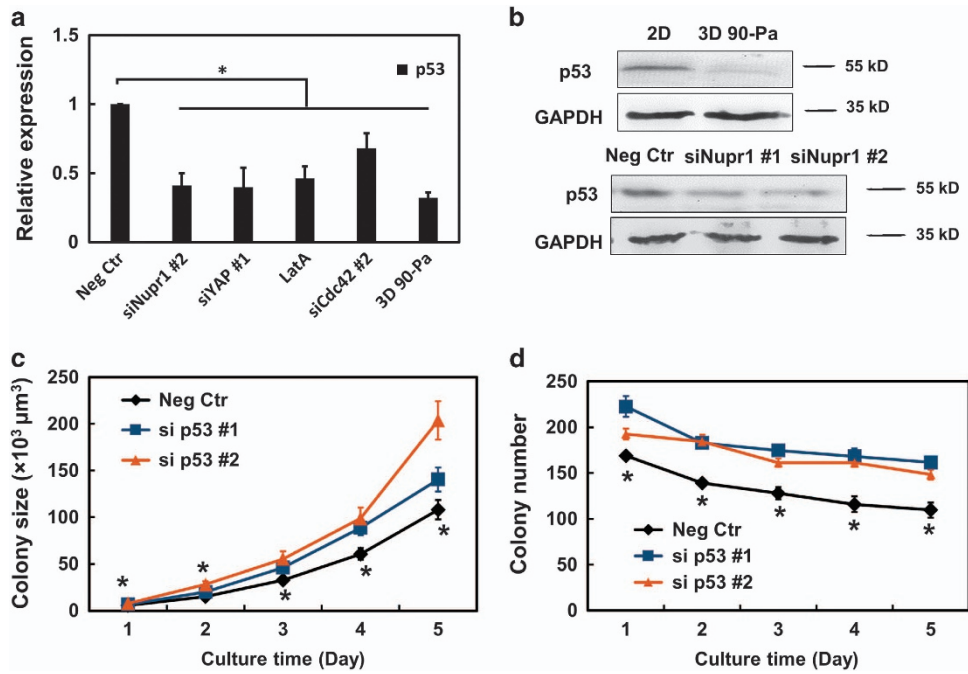 a
Relative expression
1.5
1
0.5
0
*
p53
Neg Ctr
siNupr1 #2
siYAP #1
LatA
siCdc42 #2
3D 90-Pa
b
2D 3D 90-Pa
p53 55 kD
GAPDH 35 kD
Neg Ctr siNupr1 #1 siNupr1 #2
p53 55 kD
GAPDH 35 kD
c
Colony size (×10³ µm³)
250
200
150
100
50
0
Neg Ctr
si p53 #1
si p53 #2
* * * * *
1 2 3 4 5
Culture time (Day)
d
Colony number
250
200
150
100
50
0
* * * * *
Neg Ctr
si p53 #1
si p53 #2
1 2 3 4 5
Culture time (Day)